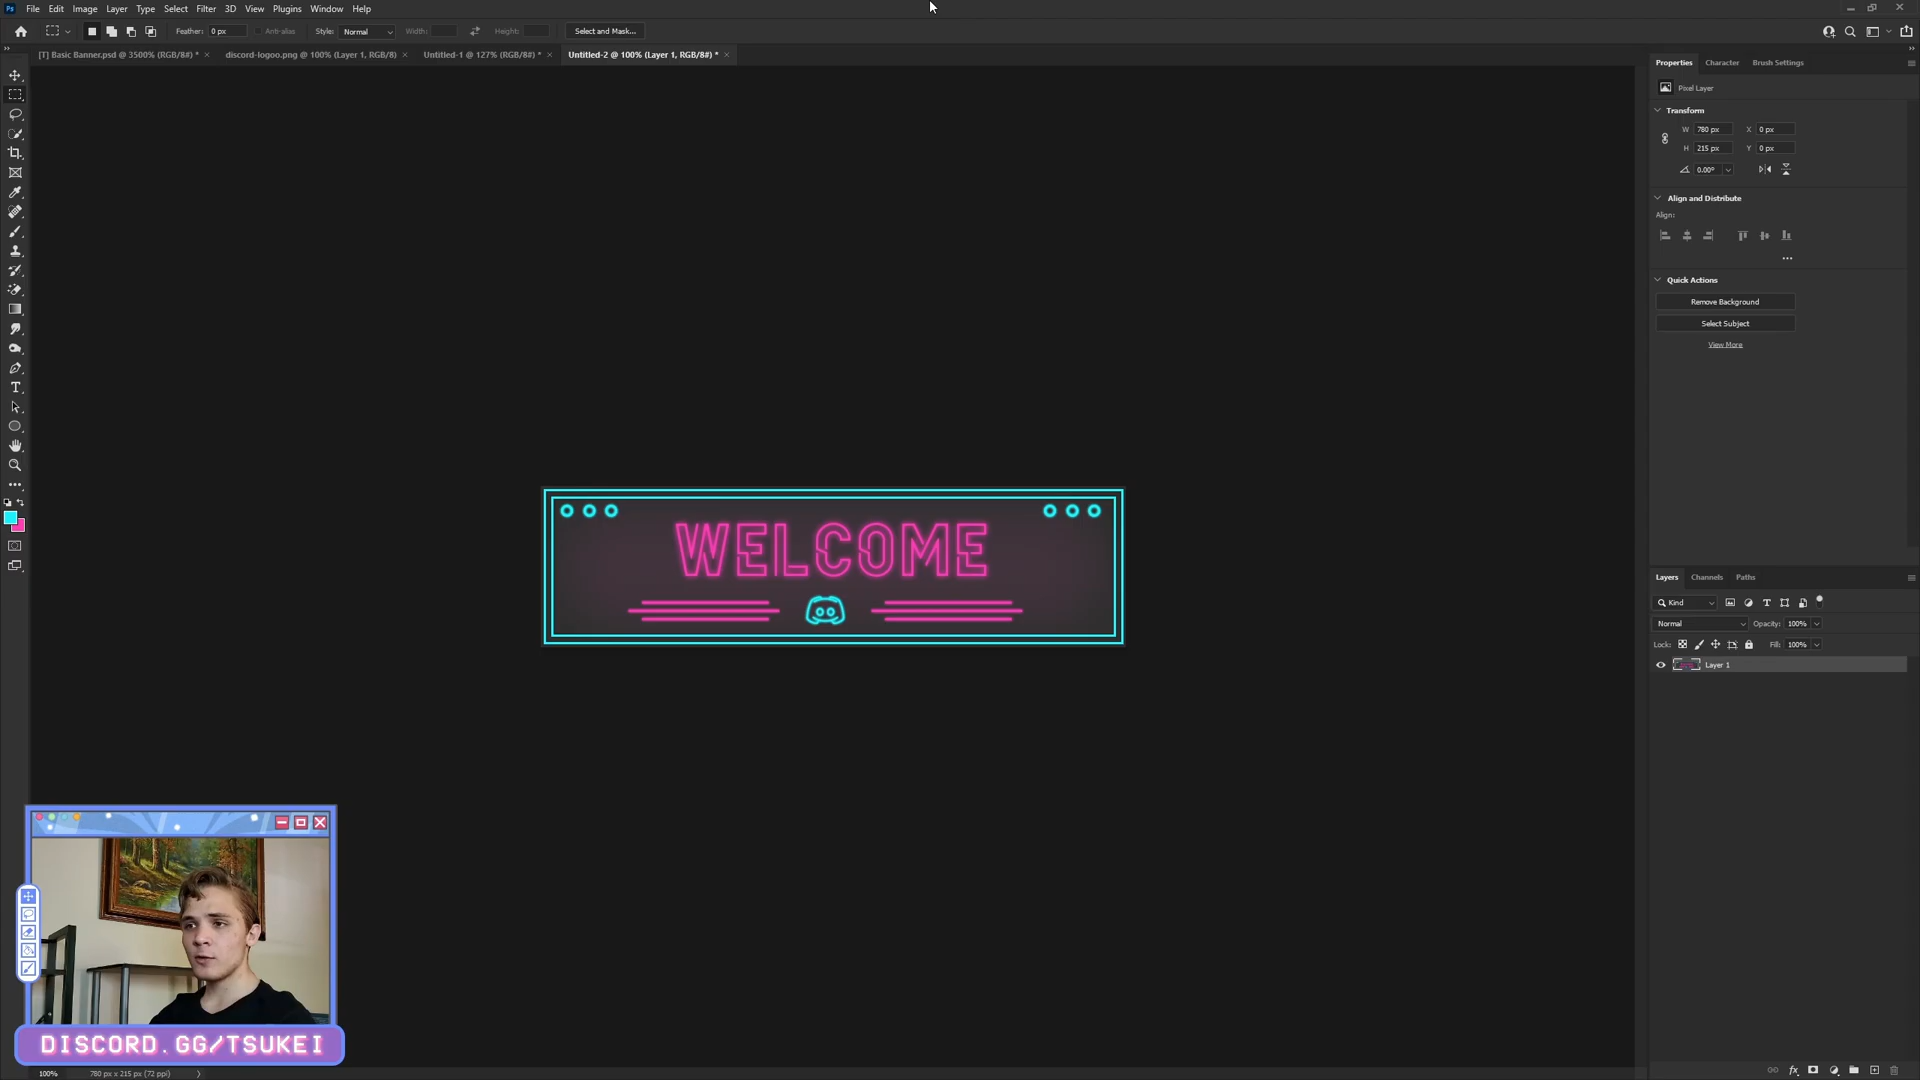 Ps File Edit Image Layer Type Select Filter 3D View Plugins Window Help
Feather: 0 px Anti-alias Style: Normal Width: Height: Select and Mask...
[T] Basic Banner.psd @ 3500% (RGB/8#) * × discord-logoo.png @ 100% (Layer 1, RGB/8) × Untitled-1 @ 127% (RGB/8#) * × Untitled-2 @ 100% (Layer 1, RGB/8#) * ×
Properties Character Brush Settings
Pixel Layer
Transform
W 780 px X 0 px
H 215 px Y 0 px
0.00°
Align and Distribute
Align:
Quick Actions
Remove Background
Select Subject
View More
WELCOME
Layers Channels Paths
Kind
Normal Opacity: 100%
Lock: Fill: 100%
Layer 1
DISCORD.GG/TSUKEI
100% 780 px x 215 px (72 ppi)
fx